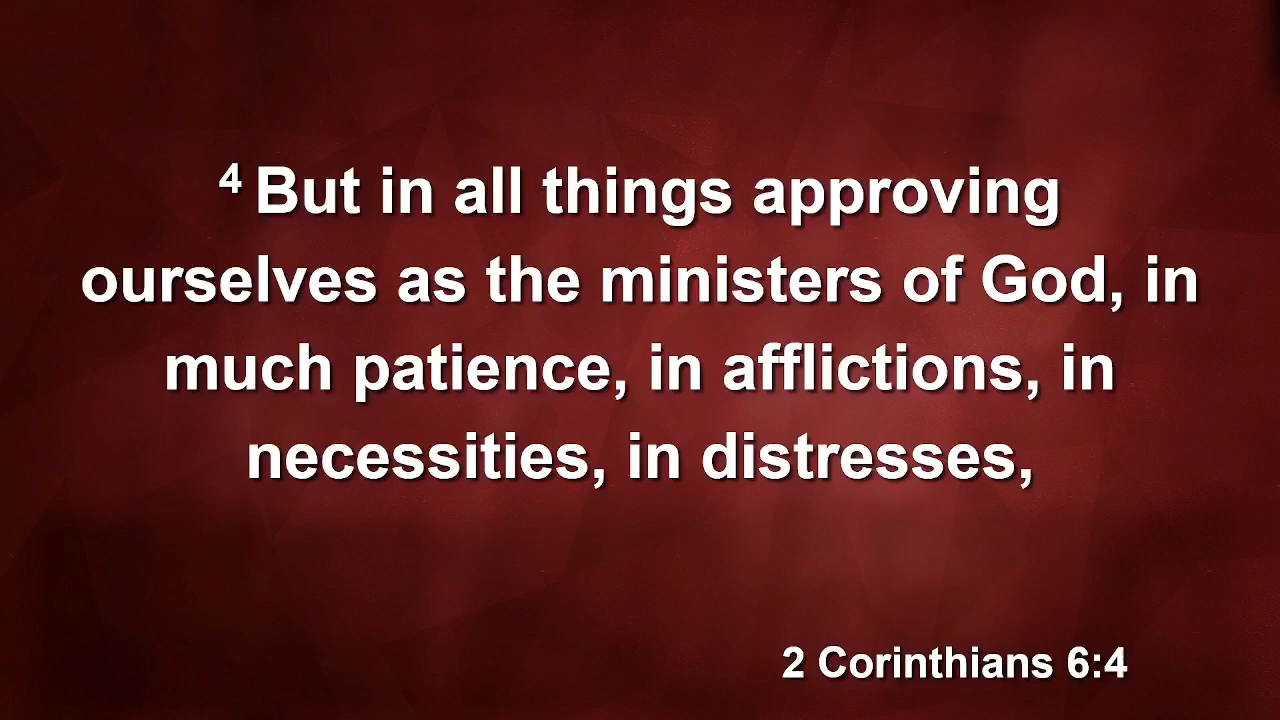 4 But in all things approving
ourselves as the ministers of God, in
much patience, in afflictions, in
necessities, in distresses,
2 Corinthians 6:4